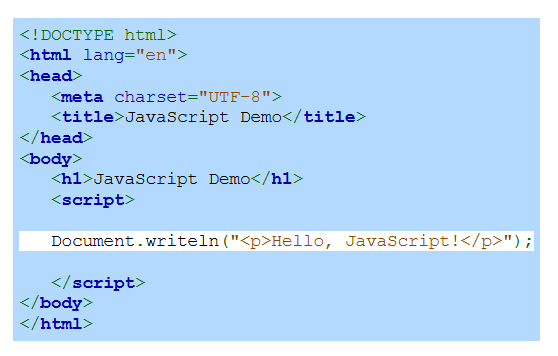 <!DOCTYPE html>
<html lang="en">
<head>
<meta charset="UTF-8">
<title>JavaScript Demo</title>
</head>
<body>
<h1>JavaScript Demo</h1>
<script>
Document.writeln("<p>Hello, JavaScript!</p>");
</script>
</body>
</html>